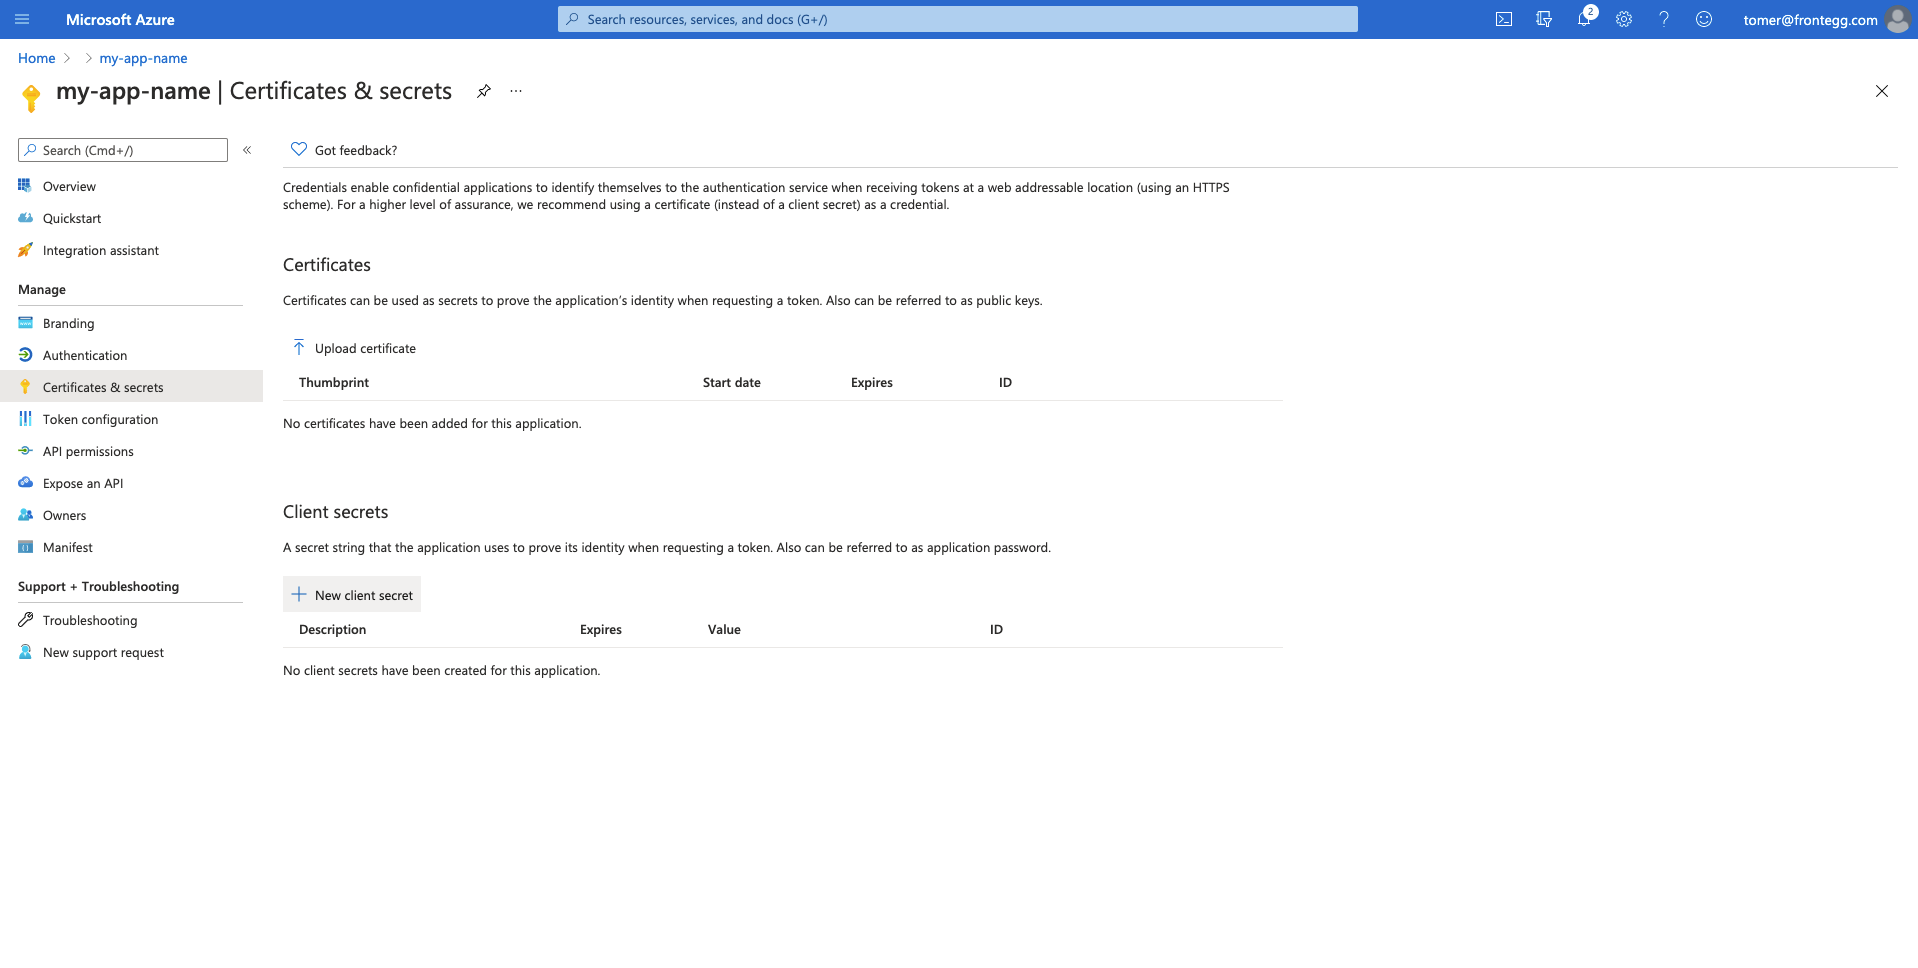 Microsoft Azure
Search resources, services, and docs (G+/)
2
tomer@frontegg.com
Home > > my-app-name
my-app-name | Certificates & secrets
...
Search (Cmd+/)
«
Got feedback?
Overview
Quickstart
Integration assistant
Manage
Branding
Authentication
Certificates & secrets
Token configuration
API permissions
Expose an API
Owners
Manifest
Support + Troubleshooting
Troubleshooting
New support request
Credentials enable confidential applications to identify themselves to the authentication service when receiving tokens at a web addressable location (using an HTTPS
scheme). For a higher level of assurance, we recommend using a certificate (instead of a client secret) as a credential.
Certificates
Certificates can be used as secrets to prove the application's identity when requesting a token. Also can be referred to as public keys.
Upload certificate
Thumbprint Start date Expires ID
No certificates have been added for this application.
Client secrets
A secret string that the application uses to prove its identity when requesting a token. Also can be referred to as application password.
New client secret
Description Expires Value ID
No client secrets have been created for this application.